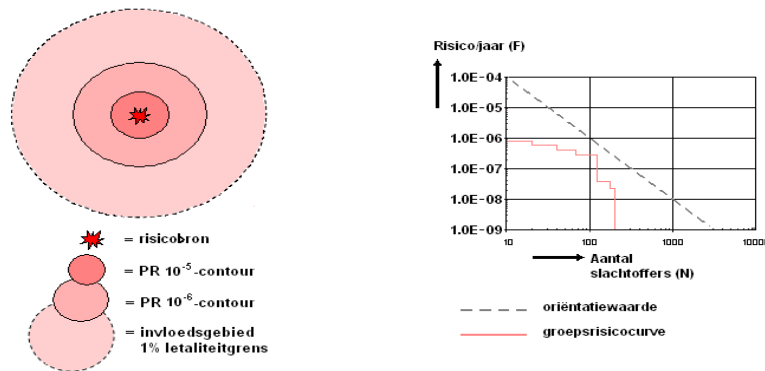 = risicobron
= PR 10-5-contour
= PR 10-6-contour
= invloedsgebied
1% letaliteitgrens
Risico/jaar (F)
1.0E-04
1.0E-05
1.0E-06
1.0E-07
1.0E-08
1.0E-09
10 100 1000 1000
Aantal
slachtoffers (N)
oriëntatiewaarde
groepsrisicocurve